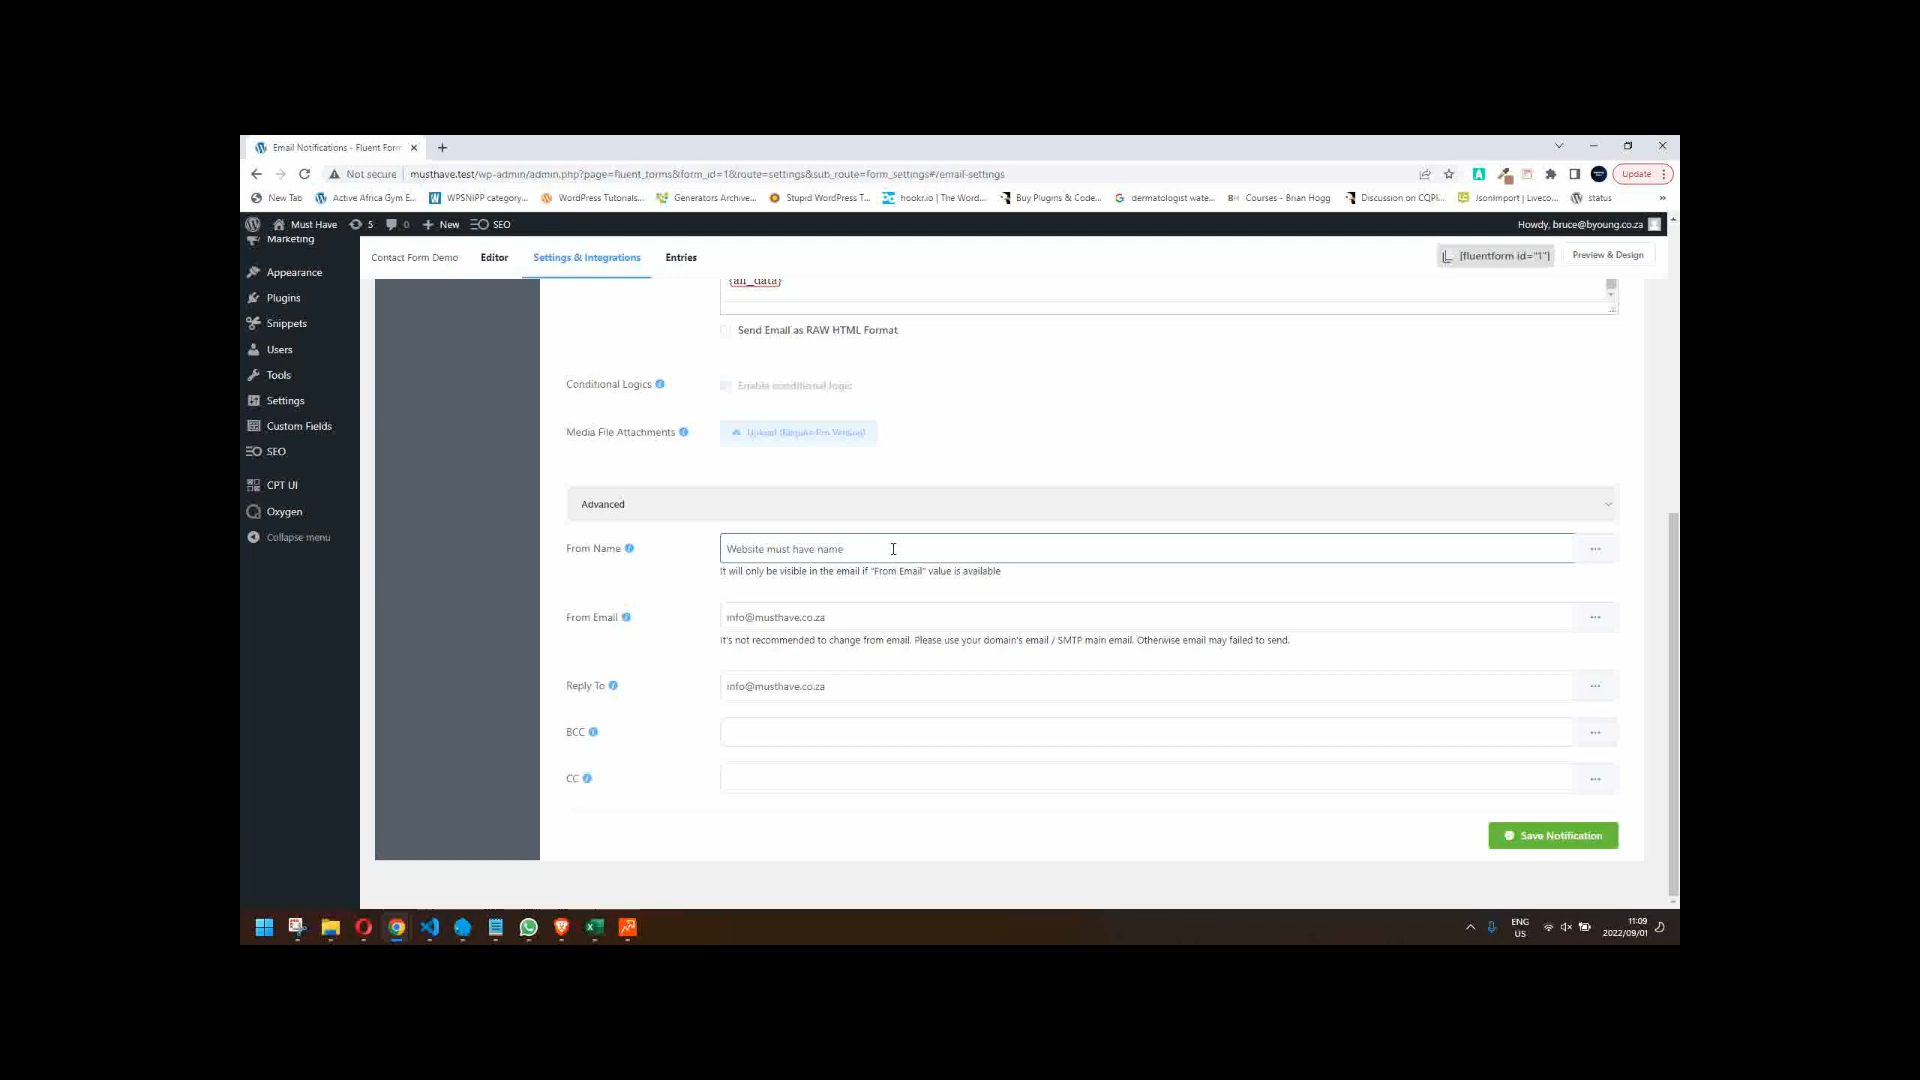 Email Notifications - Fluent Form
Not secure musthave.test/wp-admin/admin.php?page=fluent_forms&form_id=1&route=settings&sub_route=form_settings#/email-settings
Update
New Tab Active Africa Gym E... WPSNIPP category... WordPress Tutorials... Generators Archive... Stupid WordPress T... hookr.io | The Word... Buy Plugins & Code... dermatologist wate... BH Courses - Brian Hogg Discussion on CQPI... JsonImport | Liveco... status »
Must Have 5 0 New SEO Howdy, bruce@byoung.co.za
Marketing
Appearance
Plugins
Snippets
Users
Tools
Settings
Custom Fields
SEO
CPT UI
Oxygen
Collapse menu
Contact Form Demo Editor Settings & Integrations Entries [fluentform id="1"] Preview & Design
{all_data}
Send Email as RAW HTML Format
Conditional Logics Enable conditional logic
Media File Attachments Upload (Require Pro Version)
Advanced
From Name Website must have name ...
It will only be visible in the email if "From Email" value is available
From Email info@musthave.co.za ...
It's not recommended to change from email. Please use your domain's email / SMTP main email. Otherwise email may failed to send.
Reply To info@musthave.co.za ...
BCC ...
CC ...
Save Notification
ENG
US
11:09
2022/09/01